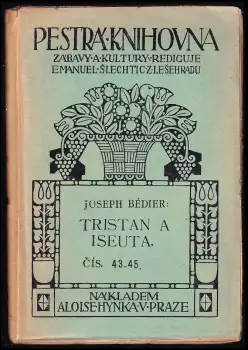 PESTRÁ·KNIHOVNA
ZÁBAVY·A·KULTURY·REDIGUJE
EMANUEL·ŠLECHTIC·Z·LEŠEHRADU
JOSEPH BÉDIER:
TRISTAN A
ISEUTA.
ČÍS. 43-45.
NÁKLADEM
ALOISE·HYNKA·V·PRAZE